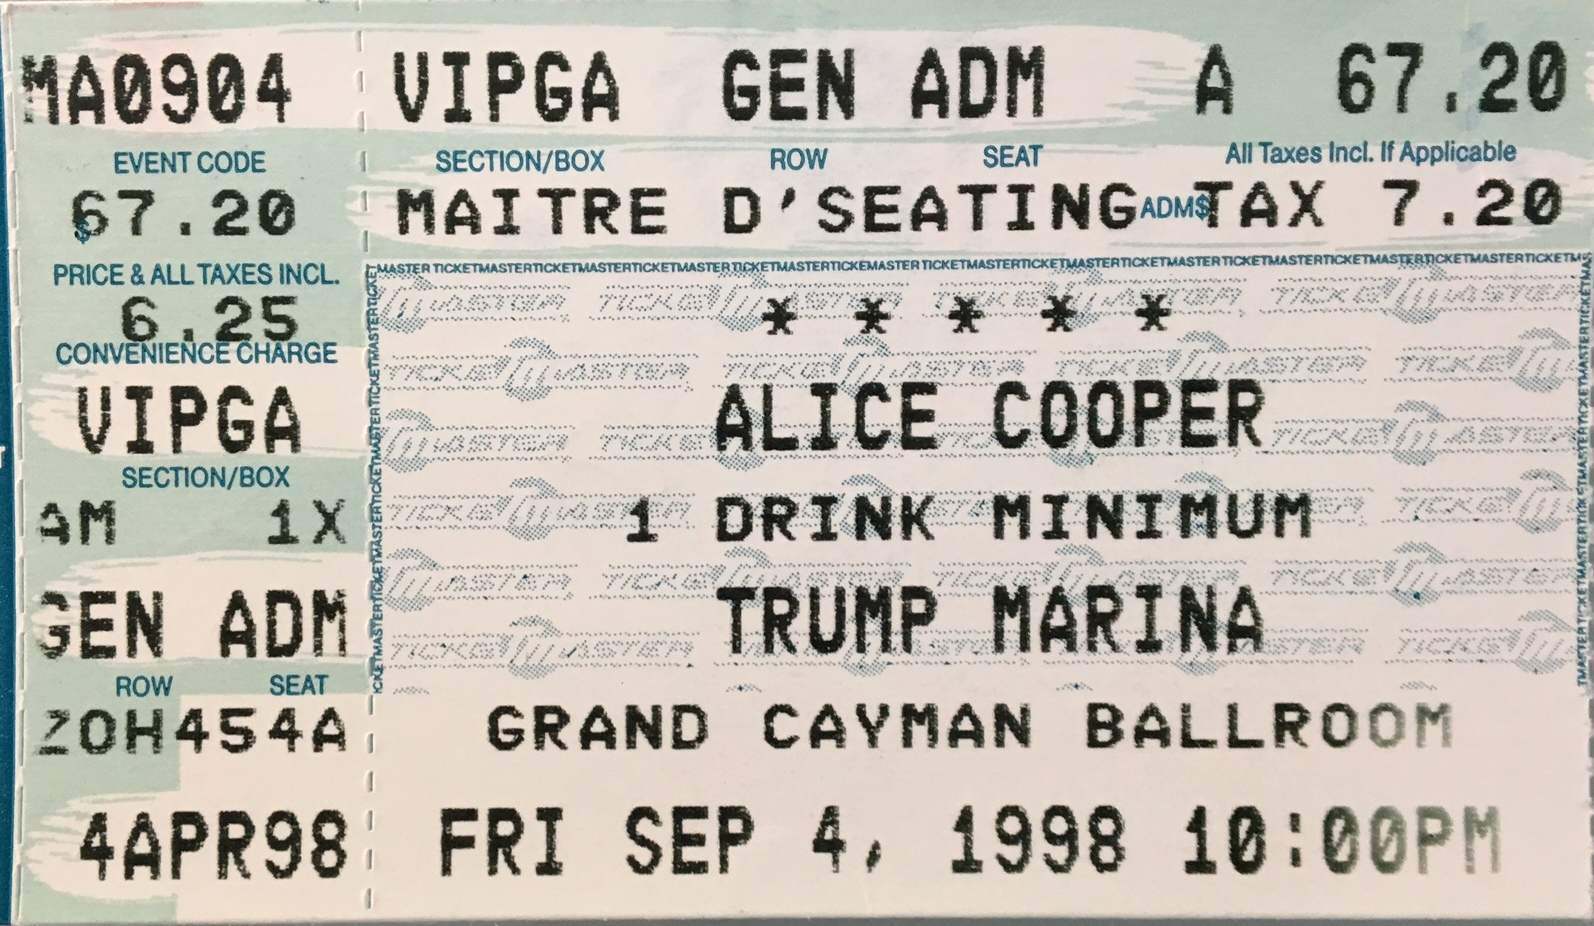 MA0904 VIPGA GEN ADM A 67.20
EVENT CODE SECTION/BOX ROW SEAT All Taxes Incl. If Applicable
$ 67.20 MAITRE D'SEATING ADM$ TAX 7.20
PRICE & ALL TAXES INCL.
6.25 * * * * *
CONVENIENCE CHARGE
VIPGA ALICE COOPER
SECTION/BOX
AM 1X 1 DRINK MINIMUM
GEN ADM TRUMP MARINA
ROW SEAT
ZOH454A GRAND CAYMAN BALLROOM
4APR98 FRI SEP 4, 1998 10:00PM